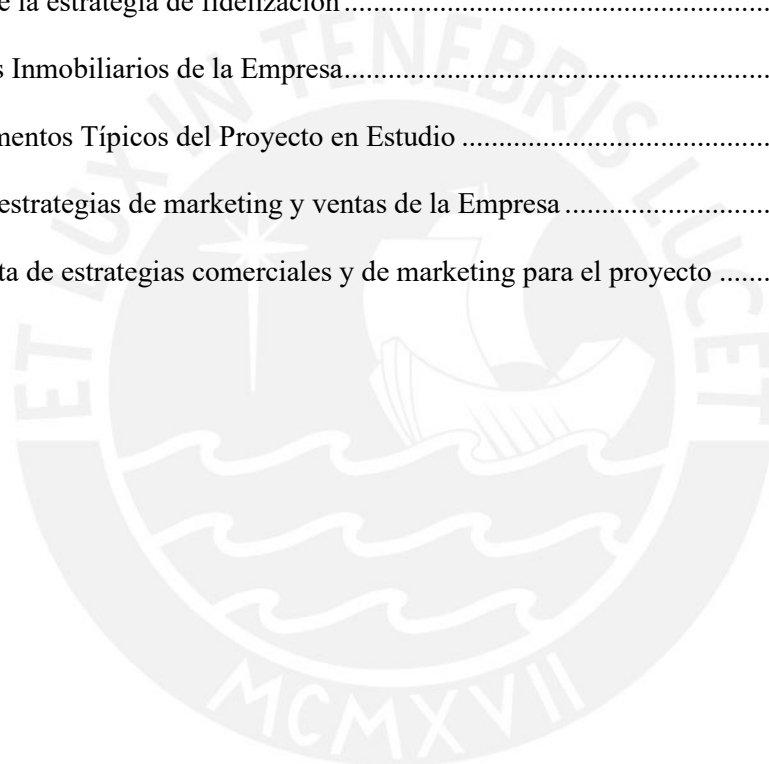 e la estrategia de fidelización
s Inmobiliarios de la Empresa
mentos Típicos del Proyecto en Estudio
estrategias de marketing y ventas de la Empresa
ta de estrategias comerciales y de marketing para el proyecto
ET LUX IN TENEBRIS LUCET
MCMXVII